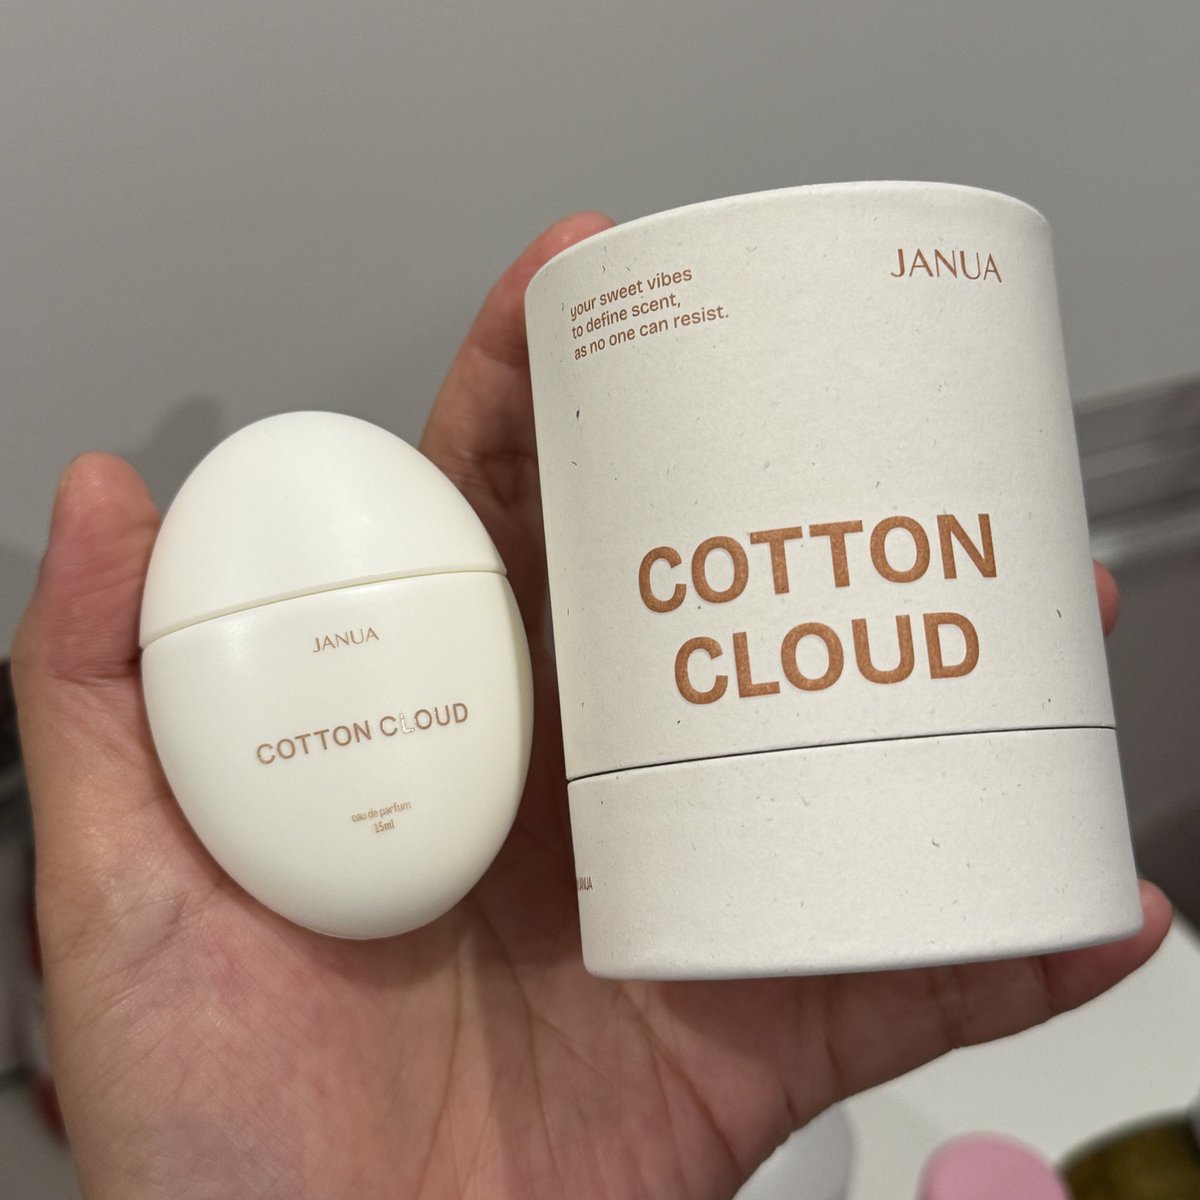 your sweet vibes
to define scent,
as no one can resist.
JANUA
COTTON
CLOUD
JANUA
COTTON CLOUD
eau de parfum
15ml